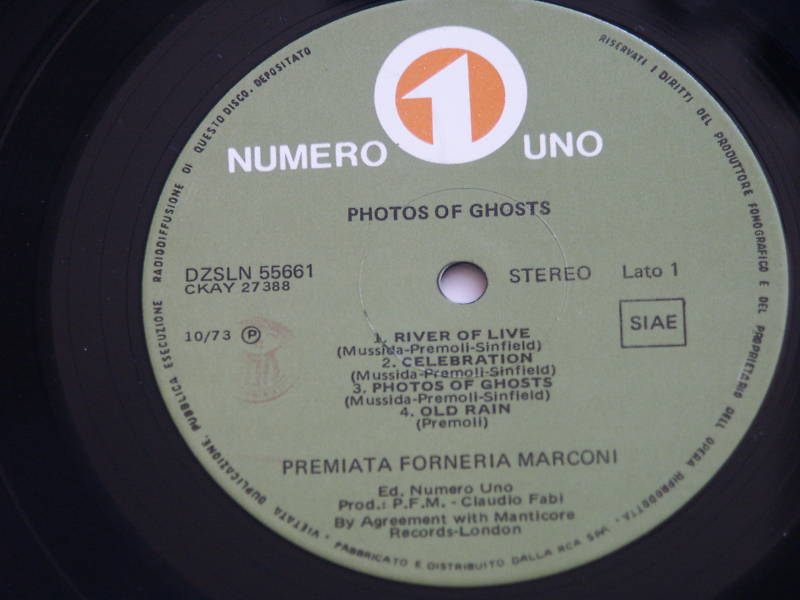 NUMERO 1 UNO
PHOTOS OF GHOSTS
DZSLN 55661
CKAY 27388
STEREO
Lato 1
10/73 ℗
SIAE
1. RIVER OF LIVE
(Mussida-Premoli-Sinfield)
2. CELEBRATION
(Mussida-Premoli-Sinfield)
3. PHOTOS OF GHOSTS
(Mussida-Premoli-Sinfield)
4. OLD RAIN
(Premoli)
PREMIATA FORNERIA MARCONI
Ed. Numero Uno
Prod.: P.F.M. - Claudio Fabi
By Agreement with Manticore
Records-London
RISERVATI I DIRITTI DEL PRODUTTORE FONOGRAFICO E DEL PROPRIETARIO DELL'OPERA RIPRODOTTA.
VIETATA DUPLICAZIONE, PUBBLICA ESECUZIONE RADIODIFFUSIONE DI QUESTO DISCO. DEPOSITATO
FABBRICATO E DISTRIBUITO DALLA RCA SPA